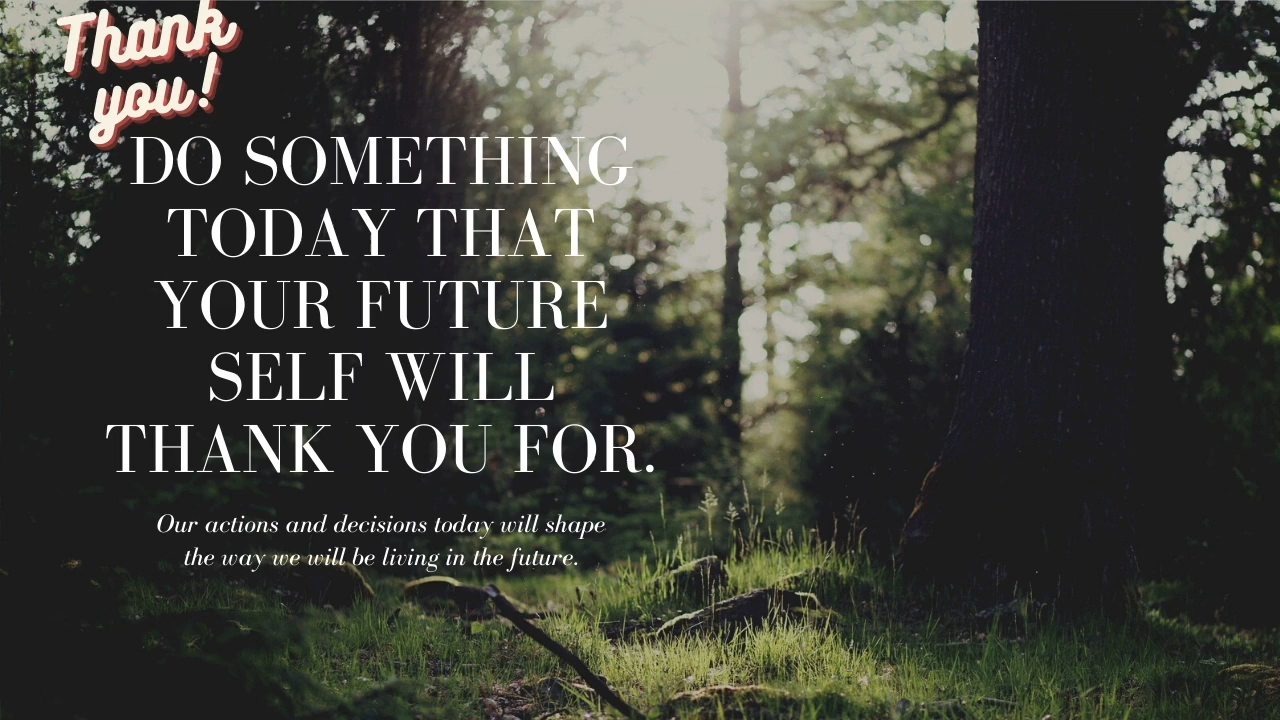 Thank
you!
DO SOMETHING
TODAY THAT
YOUR FUTURE
SELF WILL
THANK YOU FOR.
Our actions and decisions today will shape
the way we will be living in the future.